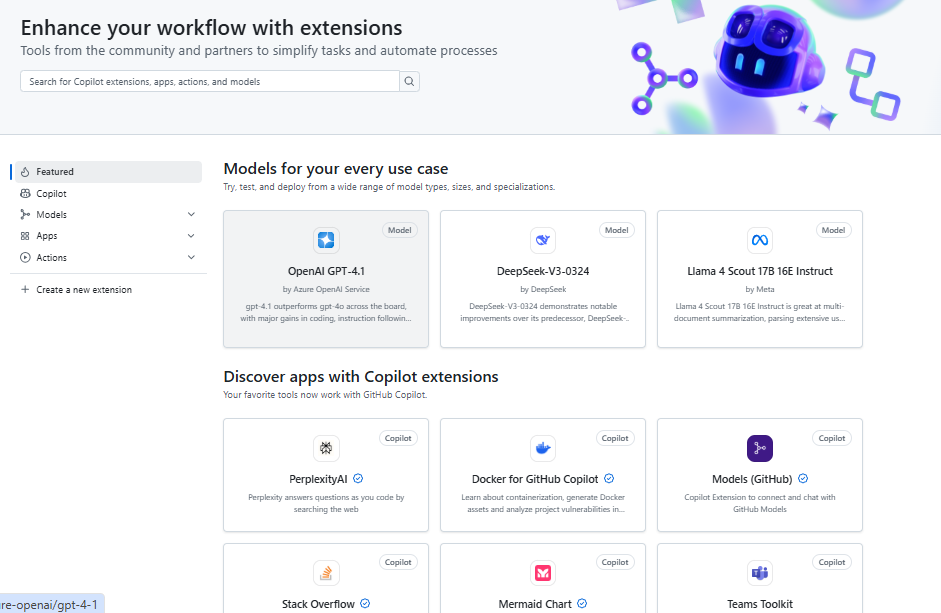 Enhance your workflow with extensions
Tools from the community and partners to simplify tasks and automate processes
Search for Copilot extensions, apps, actions, and models
Featured
Copilot
Models
Apps
Actions
Create a new extension
Models for your every use case
Try, test, and deploy from a wide range of model types, sizes, and specializations.
Model
OpenAI GPT-4.1
by Azure OpenAI Service
gpt-4.1 outperforms gpt-4o across the board,
with major gains in coding, instruction followin...
Model
DeepSeek-V3-0324
by DeepSeek
DeepSeek-V3-0324 demonstrates notable
improvements over its predecessor, DeepSeek-..
Model
Llama 4 Scout 17B 16E Instruct
by Meta
Llama 4 Scout 17B 16E Instruct is great at multi-
document summarization, parsing extensive us...
Discover apps with Copilot extensions
Your favorite tools now work with GitHub Copilot.
Copilot
PerplexityAI
Perplexity answers questions as you code by
searching the web
Copilot
Docker for GitHub Copilot
Learn about containerization, generate Docker
assets and analyze project vulnerabilities in...
Copilot
Models (GitHub)
Copilot Extension to connect and chat with
GitHub Models
Copilot
Stack Overflow
Copilot
Mermaid Chart
Copilot
Teams Toolkit
re-openai/gpt-4-1